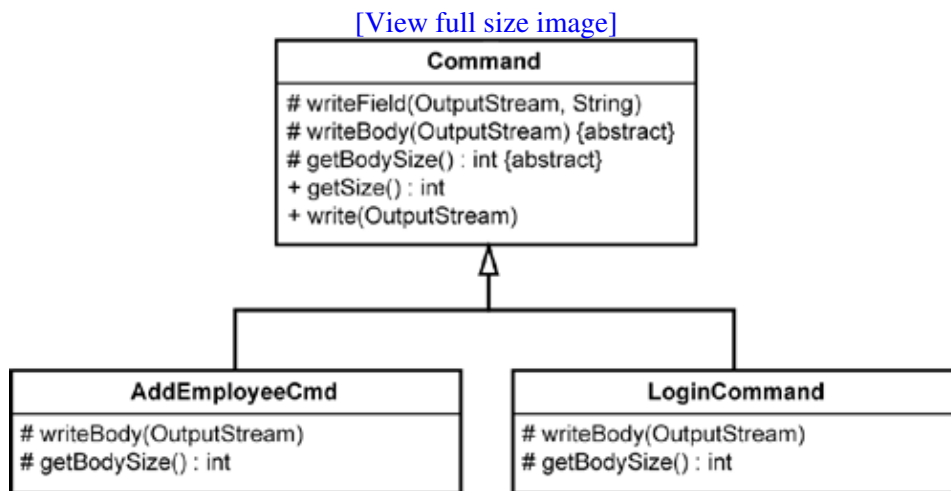 [View full size image]
Command
# writeField(OutputStream, String)
# writeBody(OutputStream) {abstract}
# getBodySize() : int {abstract}
+ getSize() : int
+ write(OutputStream)
AddEmployeeCmd
# writeBody(OutputStream)
# getBodySize() : int
LoginCommand
# writeBody(OutputStream)
# getBodySize() : int